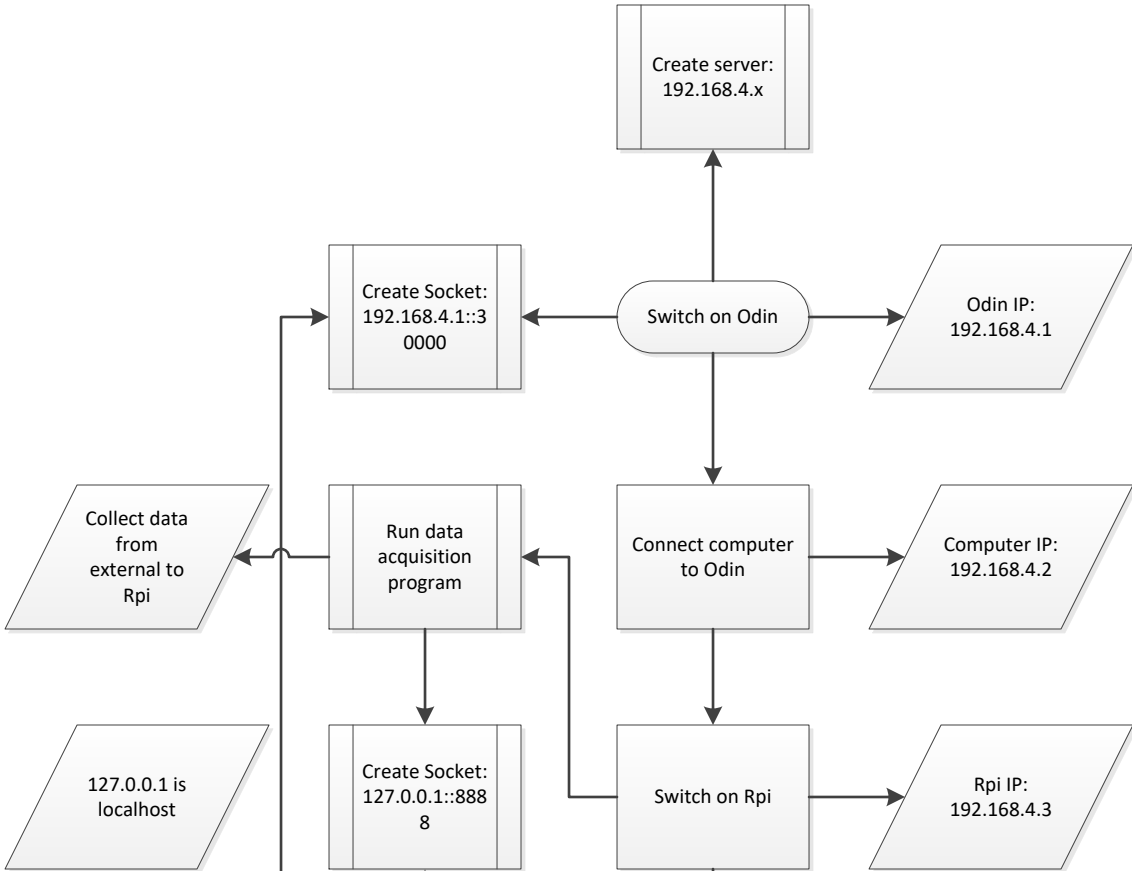 Create server:
192.168.4.x
Create Socket:
192.168.4.1::3
0000
Switch on Odin
Odin IP:
192.168.4.1
Collect data
from
external to
Rpi
Run data
acquisition
program
Connect computer
to Odin
Computer IP:
192.168.4.2
127.0.0.1 is
localhost
Create Socket:
127.0.0.1::888
8
Switch on Rpi
Rpi IP:
192.168.4.3